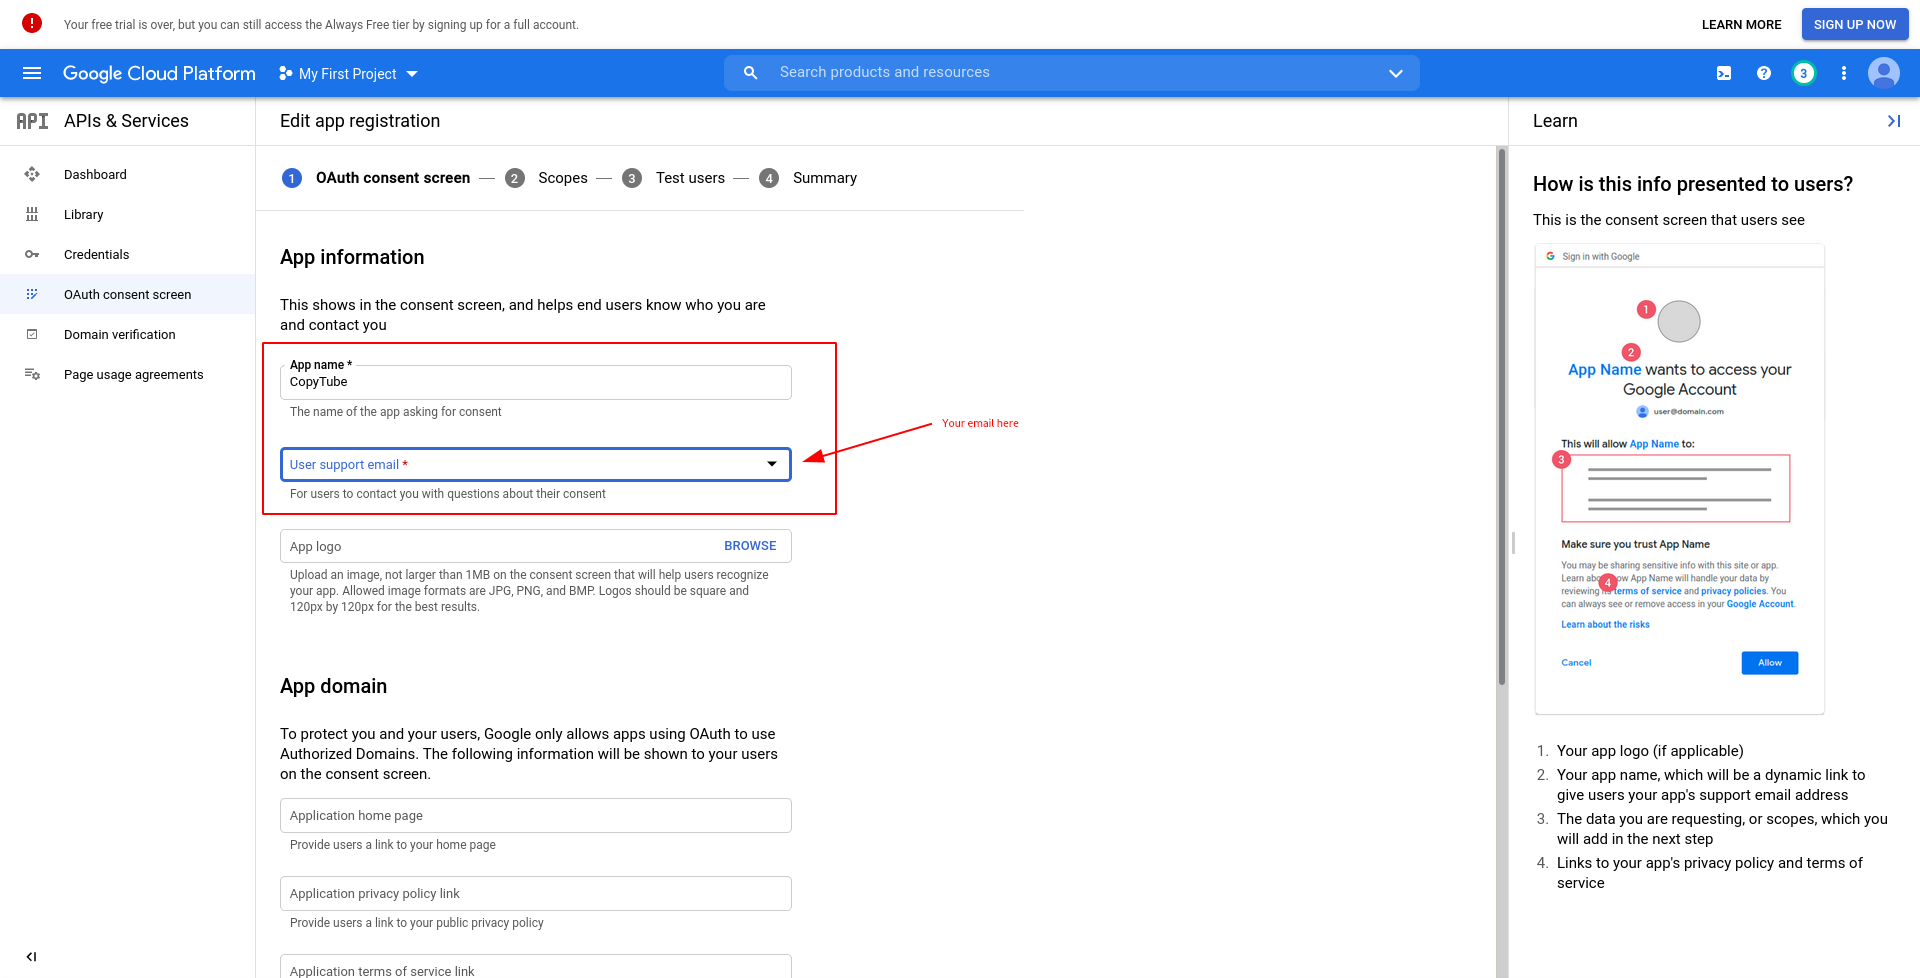 Your free trial is over, but you can still access the Always Free tier by signing up for a full account.
LEARN MORE
SIGN UP NOW
Google Cloud Platform
My First Project
Search products and resources
3
API
APIs & Services
Edit app registration
Learn
Dashboard
Library
Credentials
OAuth consent screen
Domain verification
Page usage agreements
1 OAuth consent screen — 2 Scopes — 3 Test users — 4 Summary
App information
This shows in the consent screen, and helps end users know who you are
and contact you
App name *
CopyTube
The name of the app asking for consent
User support email *
For users to contact you with questions about their consent
Your email here
App logo
BROWSE
Upload an image, not larger than 1MB on the consent screen that will help users recognize
your app. Allowed image formats are JPG, PNG, and BMP. Logos should be square and
120px by 120px for the best results.
App domain
To protect you and your users, Google only allows apps using OAuth to use
Authorized Domains. The following information will be shown to your users
on the consent screen.
Application home page
Provide users a link to your home page
Application privacy policy link
Provide users a link to your public privacy policy
Application terms of service link
How is this info presented to users?
This is the consent screen that users see
Sign in with Google
1
2
App Name wants to access your
Google Account
user@domain.com
This will allow App Name to:
3
Make sure you trust App Name
You may be sharing sensitive info with this site or app.
Learn abo ow App Name will handle your data by
4
reviewing its terms of service and privacy policies. You
can always see or remove access in your Google Account.
Learn about the risks
Cancel
Allow
1. Your app logo (if applicable)
2. Your app name, which will be a dynamic link to
give users your app's support email address
3. The data you are requesting, or scopes, which you
will add in the next step
4. Links to your app's privacy policy and terms of
service